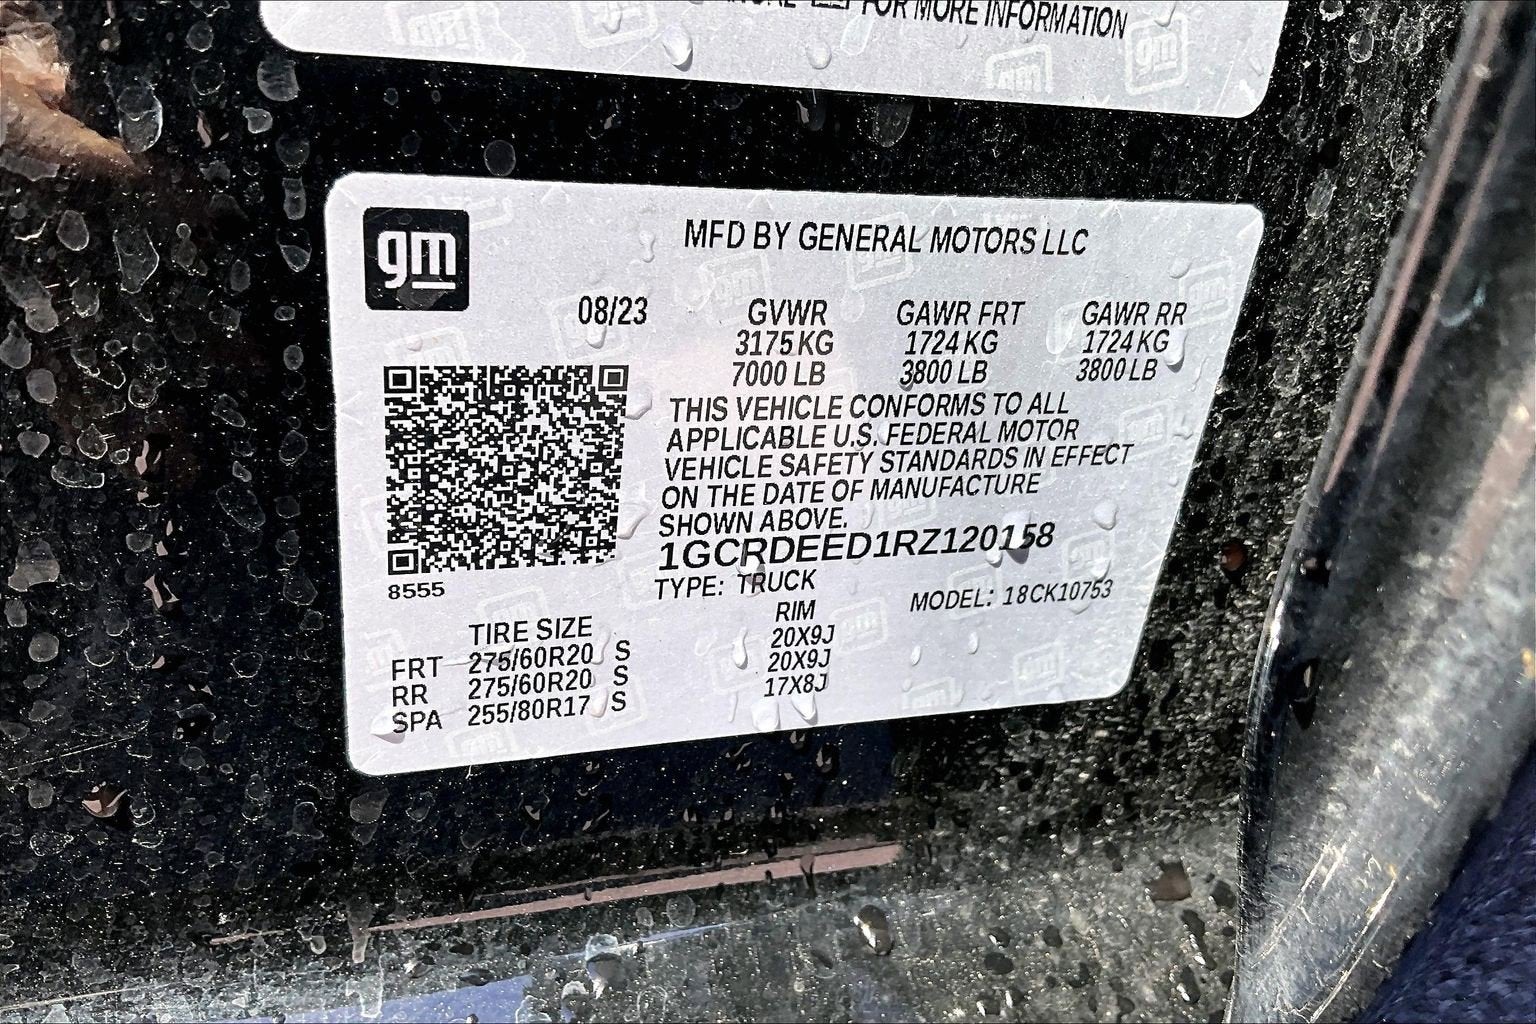 FOR MORE INFORMATION
gm
MFD BY GENERAL MOTORS LLC
08/23 GVWR GAWR FRT GAWR RR
3175 KG 1724 KG 1724 KG
7000 LB 3800 LB 3800 LB
THIS VEHICLE CONFORMS TO ALL
APPLICABLE U.S. FEDERAL MOTOR
VEHICLE SAFETY STANDARDS IN EFFECT
ON THE DATE OF MANUFACTURE
SHOWN ABOVE.
1GCRDEED1RZ120158
8555
TYPE: TRUCK MODEL: 18CK10753
TIRE SIZE RIM
FRT 275/60R20 S 20X9J
RR 275/60R20 S 20X9J
SPA 255/80R17 S 17X8J